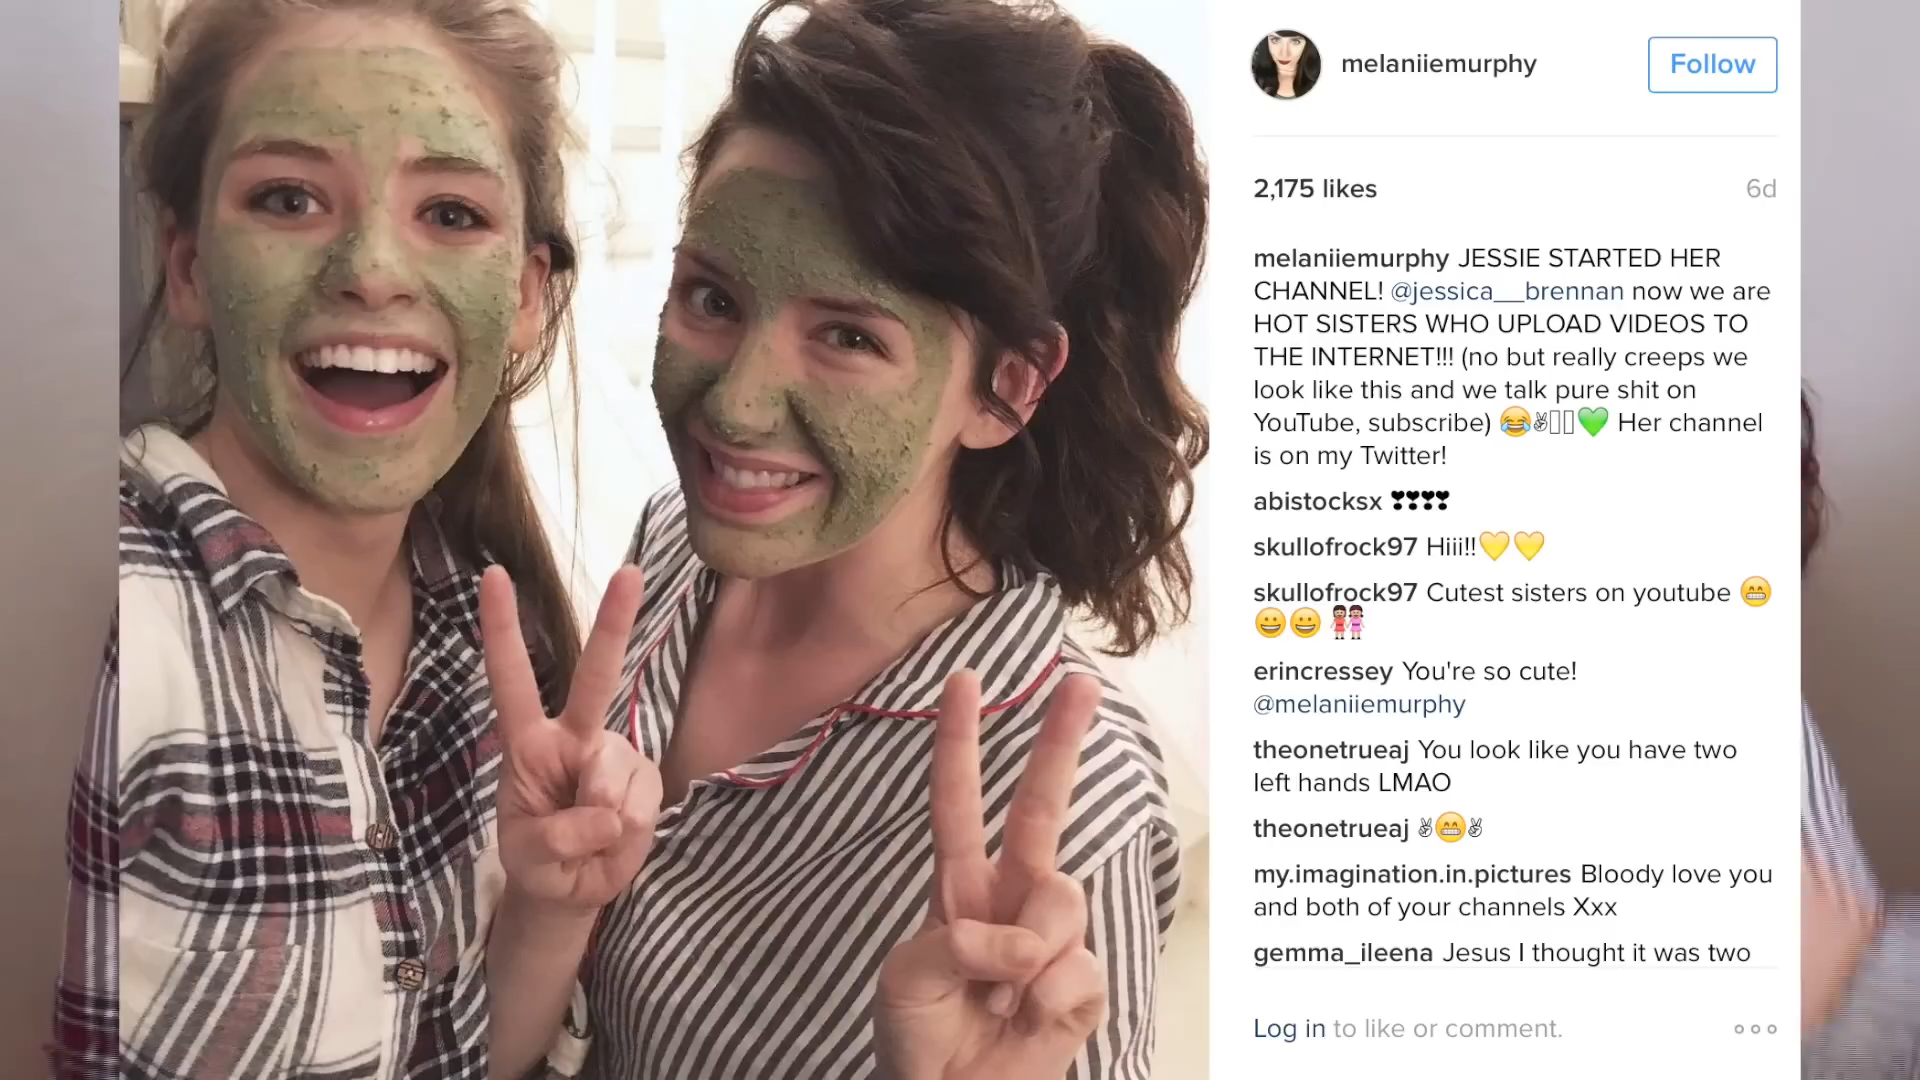 melaniiemurphy
Follow
2,175 likes
6d
melaniiemurphy JESSIE STARTED HER
CHANNEL! @jessica__brennan now we are
HOT SISTERS WHO UPLOAD VIDEOS TO
THE INTERNET!!! (no but really creeps we
look like this and we talk pure shit on
YouTube, subscribe) 😂✌💚 Her channel
is on my Twitter!
abistocksx ❣❣❣❣
skullofrock97 Hiii!!💛💛
skullofrock97 Cutest sisters on youtube 😁
😀😀👭
erincressey You're so cute!
@melaniiemurphy
theonetrueaj You look like you have two
left hands LMAO
theonetrueaj ✌😁✌
my.imagination.in.pictures Bloody love you
and both of your channels Xxx
gemma_ileena Jesus I thought it was two
Log in to like or comment.